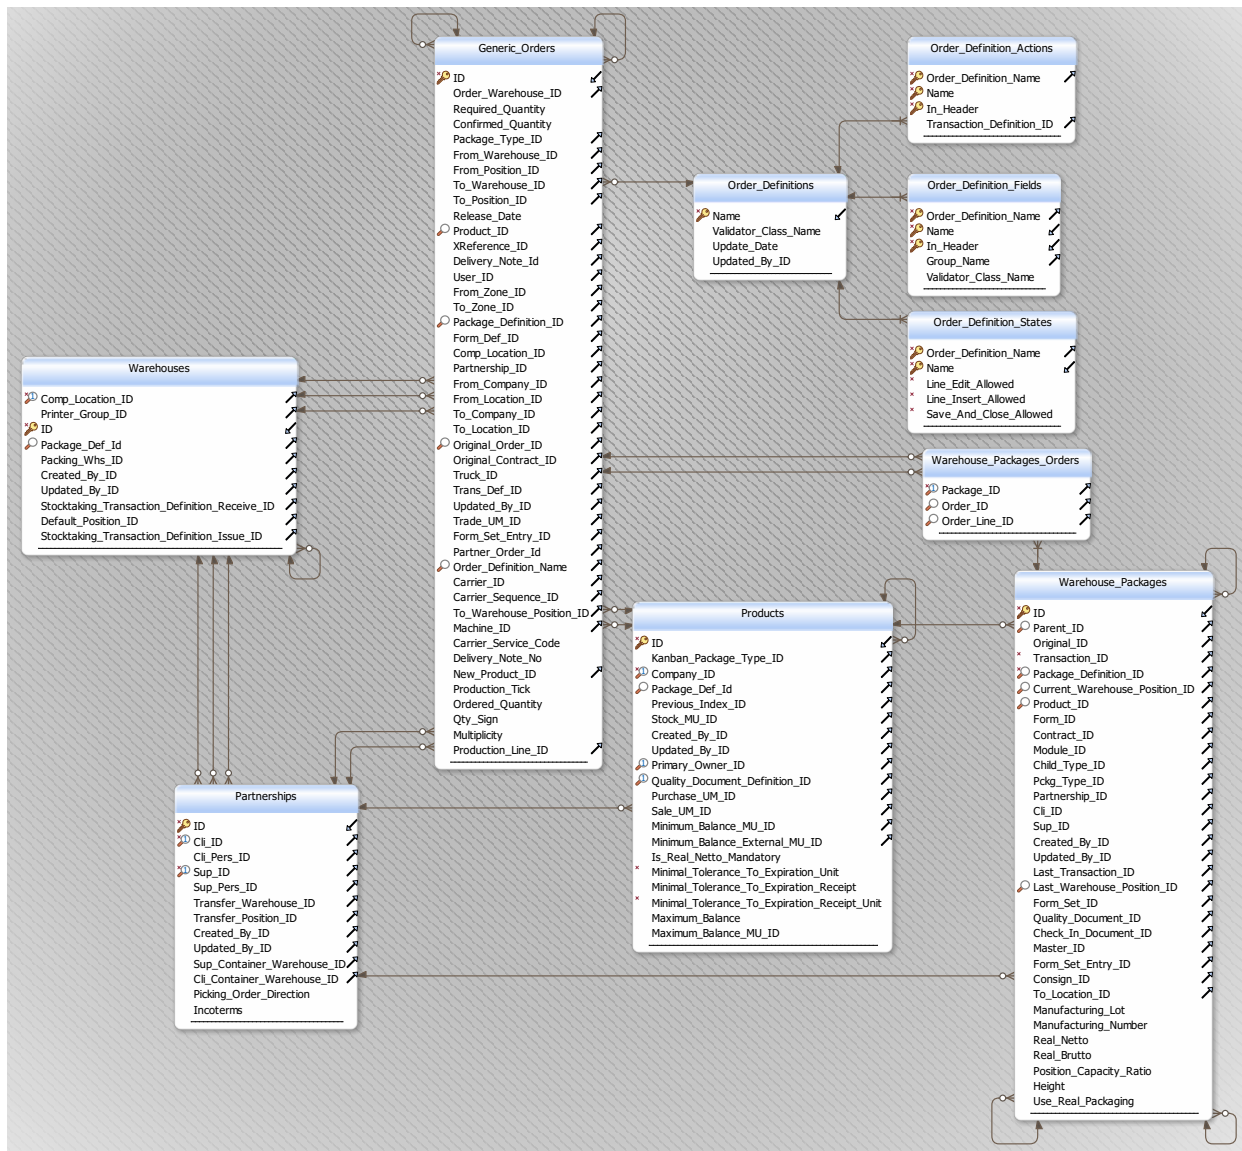 Generic_Orders
ID
Order_Warehouse_ID
Required_Quantity
Confirmed_Quantity
Package_Type_ID
From_Warehouse_ID
From_Position_ID
To_Warehouse_ID
To_Position_ID
Release_Date
Product_ID
XReference_ID
Delivery_Note_Id
User_ID
From_Zone_ID
To_Zone_ID
Package_Definition_ID
Form_Def_ID
Comp_Location_ID
Partnership_ID
From_Company_ID
From_Location_ID
To_Company_ID
To_Location_ID
Original_Order_ID
Original_Contract_ID
Truck_ID
Trans_Def_ID
Updated_By_ID
Trade_UM_ID
Form_Set_Entry_ID
Partner_Order_Id
Order_Definition_Name
Carrier_ID
Carrier_Sequence_ID
To_Warehouse_Position_ID
Machine_ID
Carrier_Service_Code
Delivery_Note_No
New_Product_ID
Production_Tick
Ordered_Quantity
Qty_Sign
Multiplicity
Production_Line_ID
Order_Definition_Actions
Order_Definition_Name
Name
In_Header
Transaction_Definition_ID
Order_Definitions
Name
Validator_Class_Name
Update_Date
Updated_By_ID
Order_Definition_Fields
Order_Definition_Name
Name
In_Header
Group_Name
Validator_Class_Name
Order_Definition_States
Order_Definition_Name
Name
Line_Edit_Allowed
Line_Insert_Allowed
Save_And_Close_Allowed
Warehouses
Comp_Location_ID
Printer_Group_ID
ID
Package_Def_Id
Packing_Whs_ID
Created_By_ID
Updated_By_ID
Stocktaking_Transaction_Definition_Receive_ID
Default_Position_ID
Stocktaking_Transaction_Definition_Issue_ID
Warehouse_Packages_Orders
Package_ID
Order_ID
Order_Line_ID
Products
ID
Kanban_Package_Type_ID
Company_ID
Package_Def_Id
Previous_Index_ID
Stock_MU_ID
Created_By_ID
Updated_By_ID
Primary_Owner_ID
Quality_Document_Definition_ID
Purchase_UM_ID
Sale_UM_ID
Minimum_Balance_MU_ID
Minimum_Balance_External_MU_ID
Is_Real_Netto_Mandatory
Minimal_Tolerance_To_Expiration_Unit
Minimal_Tolerance_To_Expiration_Receipt
Minimal_Tolerance_To_Expiration_Receipt_Unit
Maximum_Balance
Maximum_Balance_MU_ID
Warehouse_Packages
ID
Parent_ID
Original_ID
Transaction_ID
Package_Definition_ID
Current_Warehouse_Position_ID
Product_ID
Form_ID
Contract_ID
Module_ID
Child_Type_ID
Pckg_Type_ID
Partnership_ID
Cli_ID
Sup_ID
Created_By_ID
Updated_By_ID
Last_Transaction_ID
Last_Warehouse_Position_ID
Form_Set_ID
Quality_Document_ID
Check_In_Document_ID
Master_ID
Form_Set_Entry_ID
Consign_ID
To_Location_ID
Manufacturing_Lot
Manufacturing_Number
Real_Netto
Real_Brutto
Position_Capacity_Ratio
Height
Use_Real_Packaging
Partnerships
ID
Cli_ID
Cli_Pers_ID
Sup_ID
Sup_Pers_ID
Transfer_Warehouse_ID
Transfer_Position_ID
Created_By_ID
Updated_By_ID
Sup_Container_Warehouse_ID
Cli_Container_Warehouse_ID
Picking_Order_Direction
Incoterms